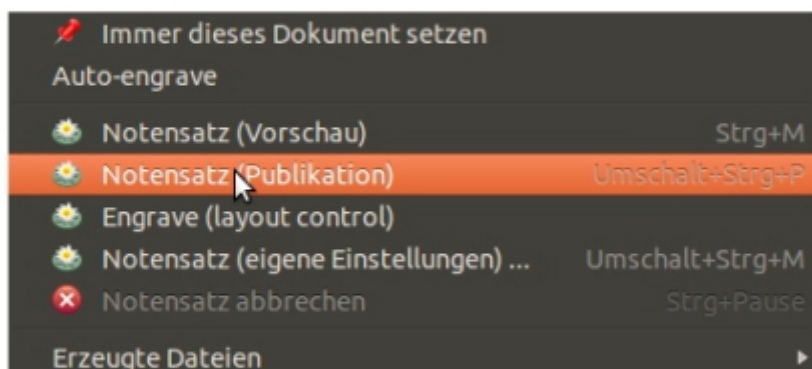 Immer dieses Dokument setzen
Auto-engrave
Notensatz (Vorschau) Strg+M
Notensatz (Publikation) Umschalt+Strg+P
Engrave (layout control)
Notensatz (eigene Einstellungen) ... Umschalt+Strg+M
Notensatz abbrechen Strg+Pause
Erzeugte Dateien